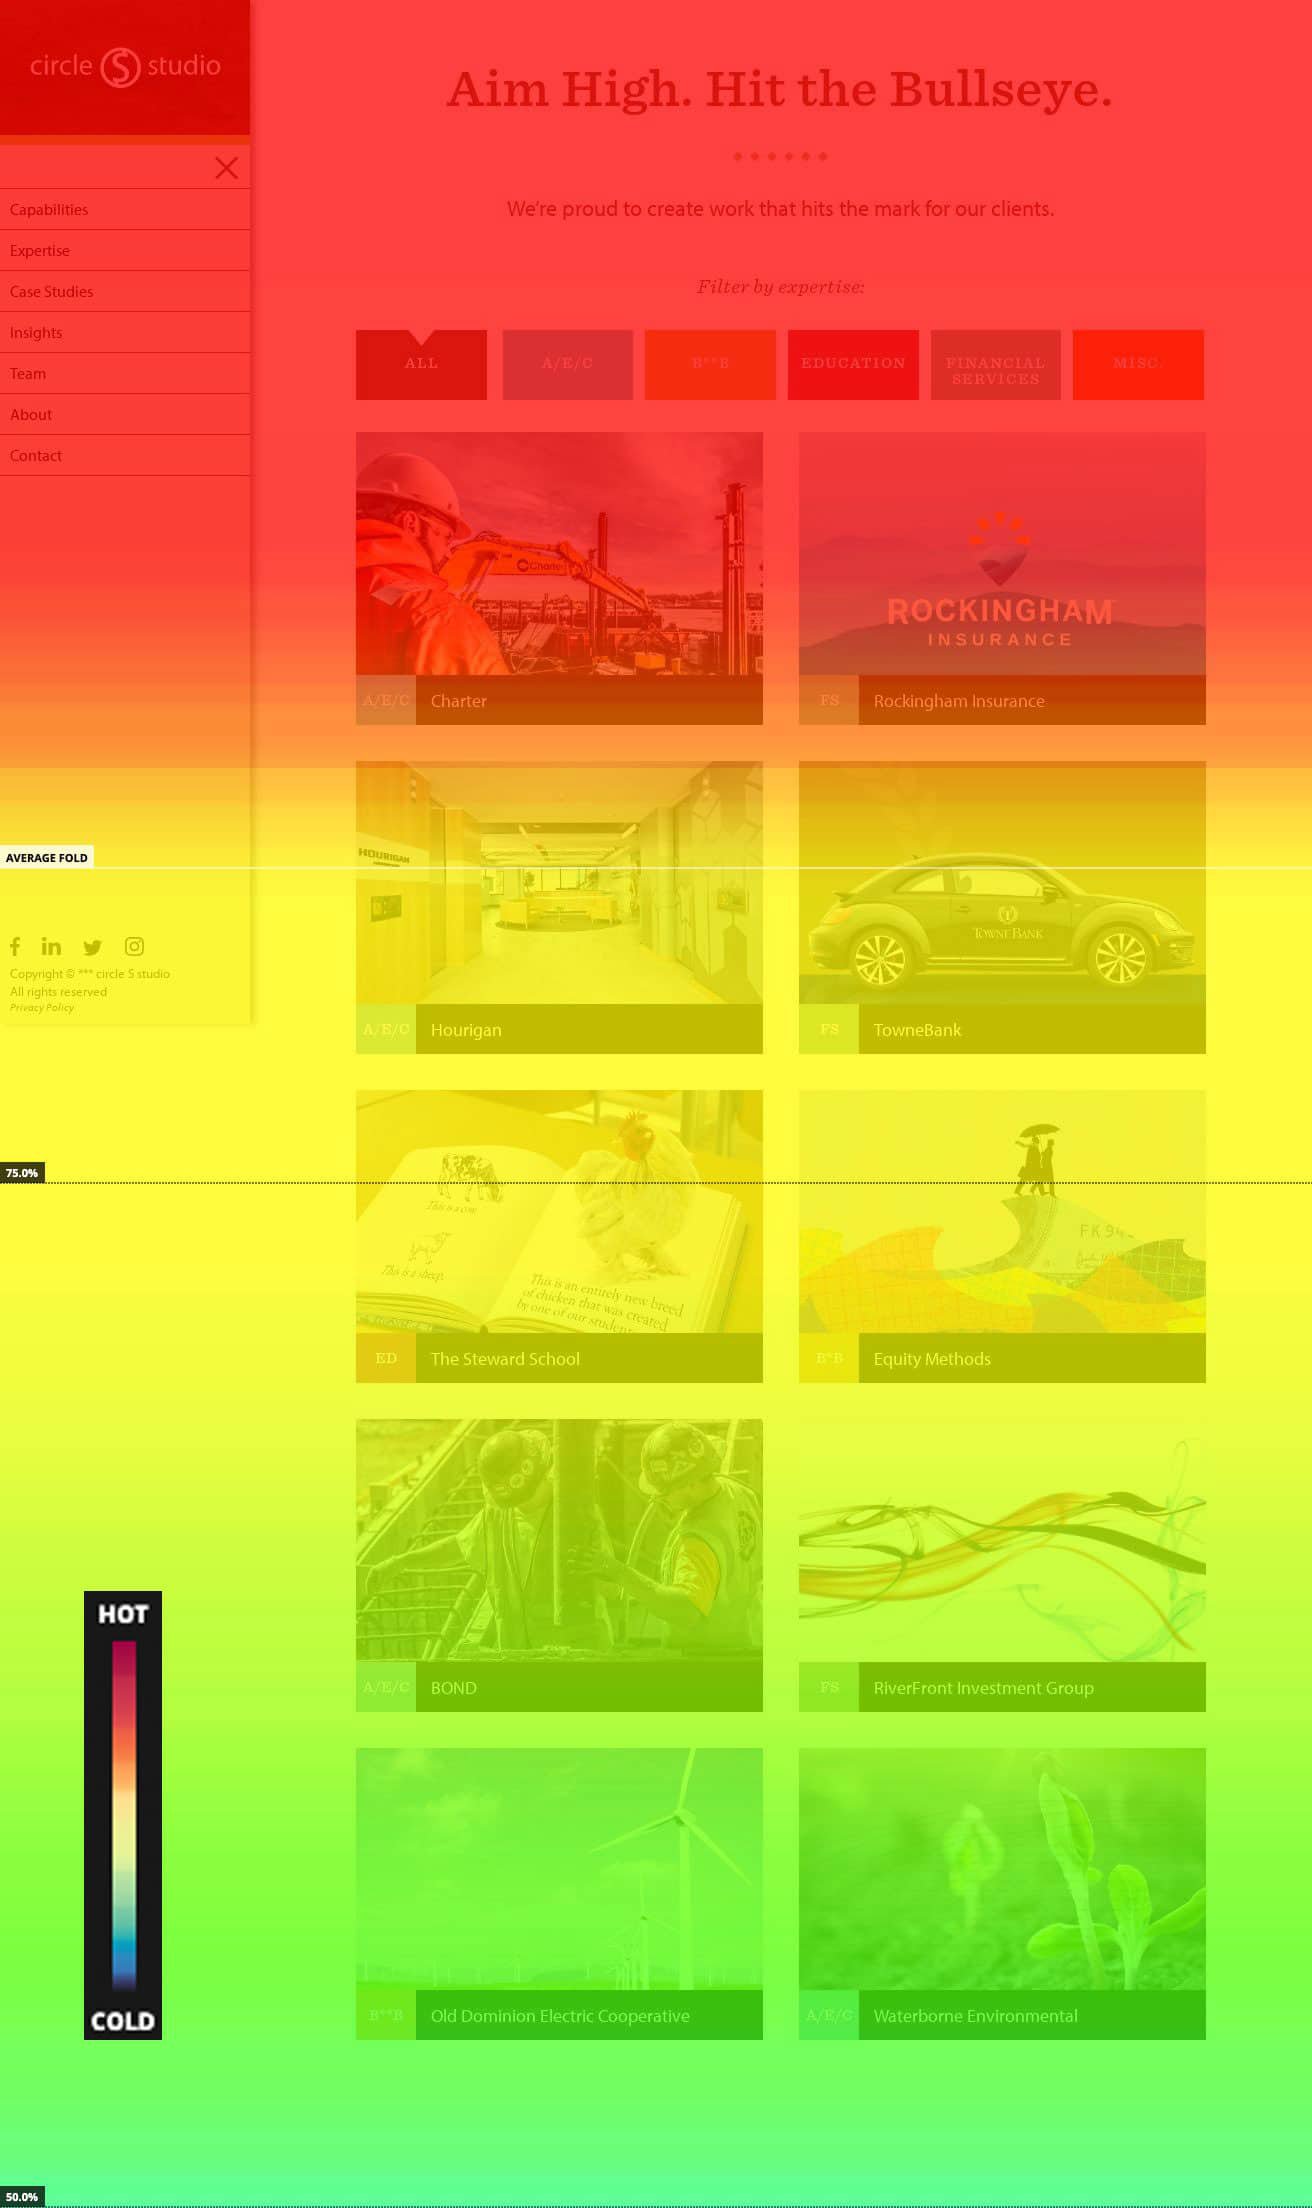 circle S studio
Capabilities
Expertise
Case Studies
Insights
Team
About
Contact
Aim High. Hit the Bullseye.
We're proud to create work that hits the mark for our clients.
Filter by expertise:
ALL
A/E/C
B**B
EDUCATION
FINANCIAL
SERVICES
MISC.
Charter
ROCKINGHAM
INSURANCE
A/E/C Charter
FS Rockingham Insurance
AVERAGE FOLD
HOURIGAN
T
TOWNEBANK
Copyright © *** circle S studio
All rights reserved
Privacy Policy
A/E/C Hourigan
FS TowneBank
75.0%
This is a cow.
This is a sheep.
This is an entirely new breed
of chicken that was created
by one of our students
FK 94
ED The Steward School
B*B Equity Methods
HOT
COLD
A/E/C BOND
FS RiverFront Investment Group
B**B Old Dominion Electric Cooperative
A/E/C Waterborne Environmental
50.0%